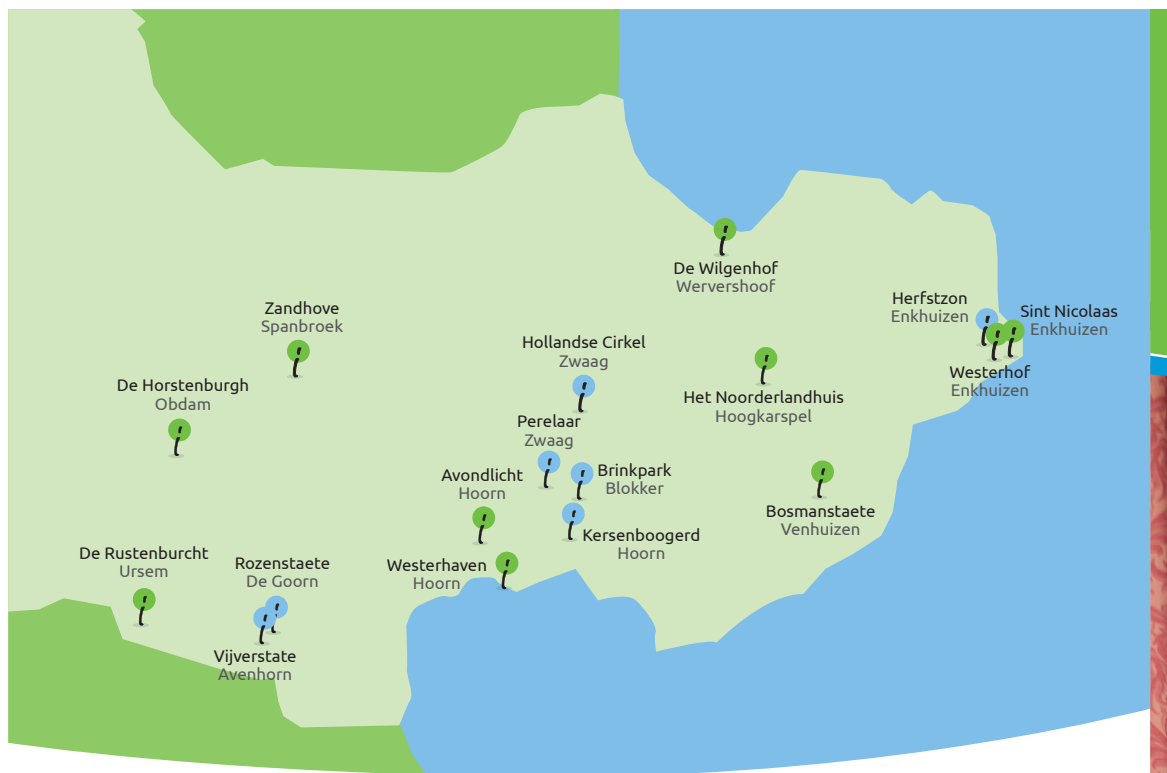 De Wilgenhof
Wervershoof
Herfstzon
Enkhuizen
Sint Nicolaas
Enkhuizen
Zandhove
Spanbroek
Hollandse Cirkel
Zwaag
Westerhof
Enkhuizen
De Horstenburgh
Obdam
Het Noorderlandhuis
Hoogkarspel
Perelaar
Zwaag
Avondlicht
Hoorn
Brinkpark
Blokker
Bosmanstaete
Venhuizen
Kersenboogerd
Hoorn
De Rustenburcht
Ursem
Rozenstaete
De Goorn
Westerhaven
Hoorn
Vijverstate
Avenhorn